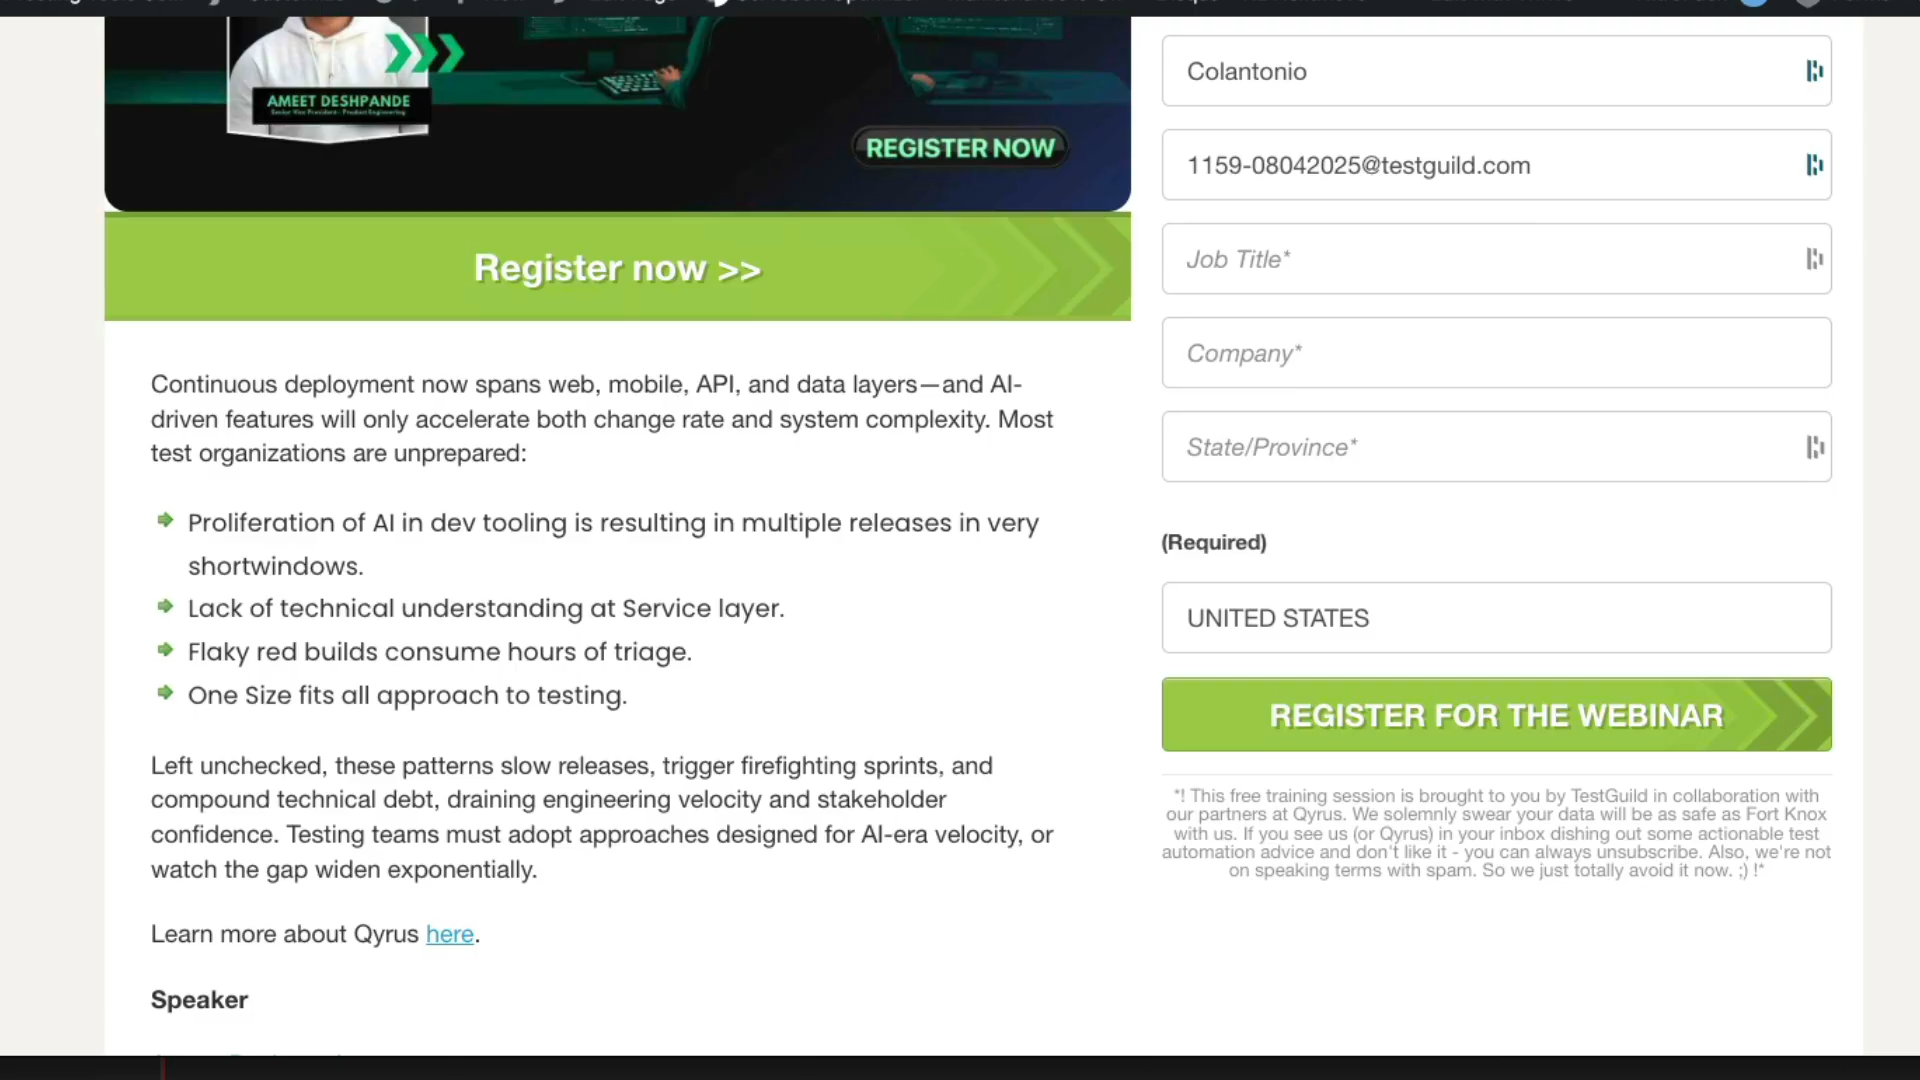 AMEET DESHPANDE
Senior Vice President - Product Engineering
REGISTER NOW
Register now >>
Continuous deployment now spans web, mobile, API, and data layers—and AI-
driven features will only accelerate both change rate and system complexity. Most
test organizations are unprepared:
Proliferation of AI in dev tooling is resulting in multiple releases in very
shortwindows.
Lack of technical understanding at Service layer.
Flaky red builds consume hours of triage.
One Size fits all approach to testing.
Left unchecked, these patterns slow releases, trigger firefighting sprints, and
compound technical debt, draining engineering velocity and stakeholder
confidence. Testing teams must adopt approaches designed for AI-era velocity, or
watch the gap widen exponentially.
Learn more about Qyrus here.
Speaker
Colantonio
1159-08042025@testguild.com
Job Title*
Company*
State/Province*
(Required)
UNITED STATES
REGISTER FOR THE WEBINAR
*! This free training session is brought to you by TestGuild in collaboration with
our partners at Qyrus. We solemnly swear your data will be as safe as Fort Knox
with us. If you see us (or Qyrus) in your inbox dishing out some actionable test
automation advice and don't like it - you can always unsubscribe. Also, we're not
on speaking terms with spam. So we just totally avoid it now. ;) !*